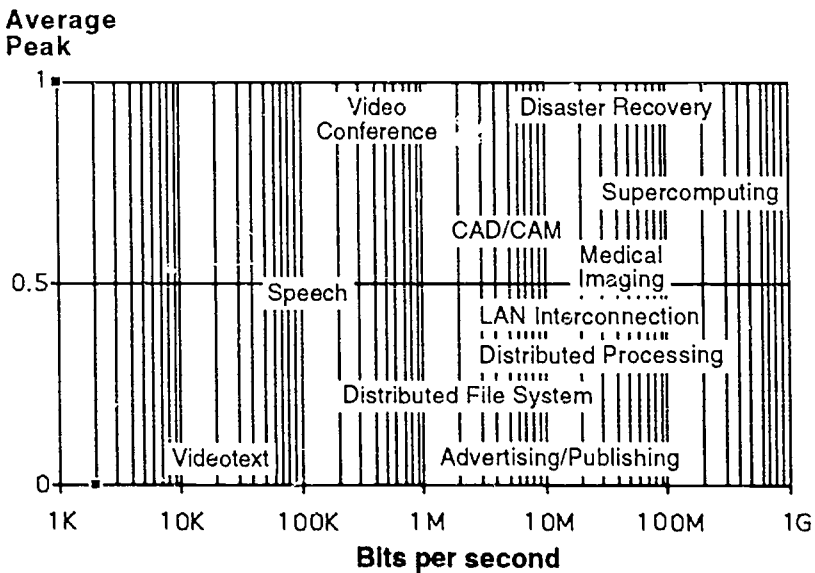 Average
Peak
1
Video
Conference
Disaster Recovery
Supercomputing
CAD/CAM
Medical
Imaging
0.5
Speech
LAN Interconnection
Distributed Processing
Distributed File System
Videotext
Advertising/Publishing
0
1K 10K 100K 1M 10M 100M 1G
Bits per second